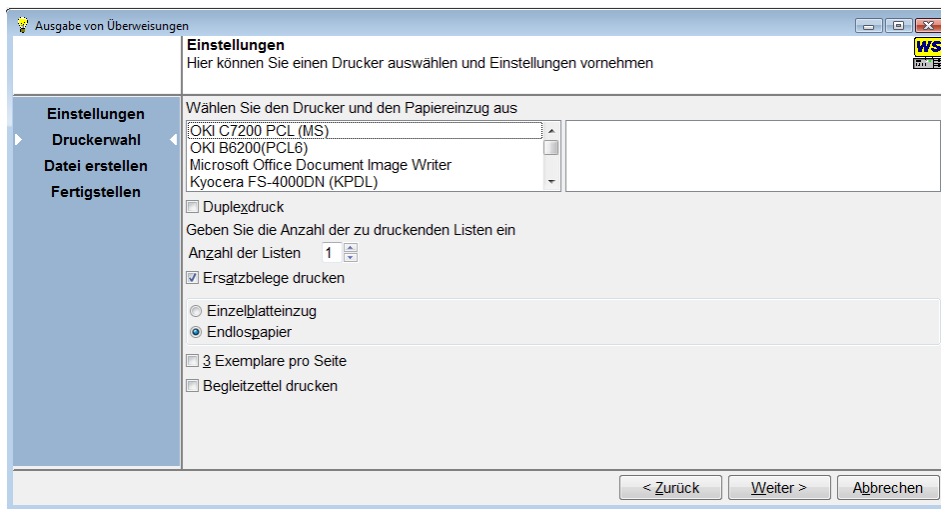 Ausgabe von Überweisungen
Einstellungen
Hier können Sie einen Drucker auswählen und Einstellungen vornehmen
WS
Einstellungen
Druckerwahl
Datei erstellen
Fertigstellen
Wählen Sie den Drucker und den Papiereinzug aus
OKI C7200 PCL (MS)
OKI B6200(PCL6)
Microsoft Office Document Image Writer
Kyocera FS-4000DN (KPDL)
Duplexdruck
Geben Sie die Anzahl der zu druckenden Listen ein
Anzahl der Listen 1
Ersatzbelege drucken
Einzelblatteinzug
Endlospapier
3 Exemplare pro Seite
Begleitzettel drucken
< Zurück Weiter > Abbrechen